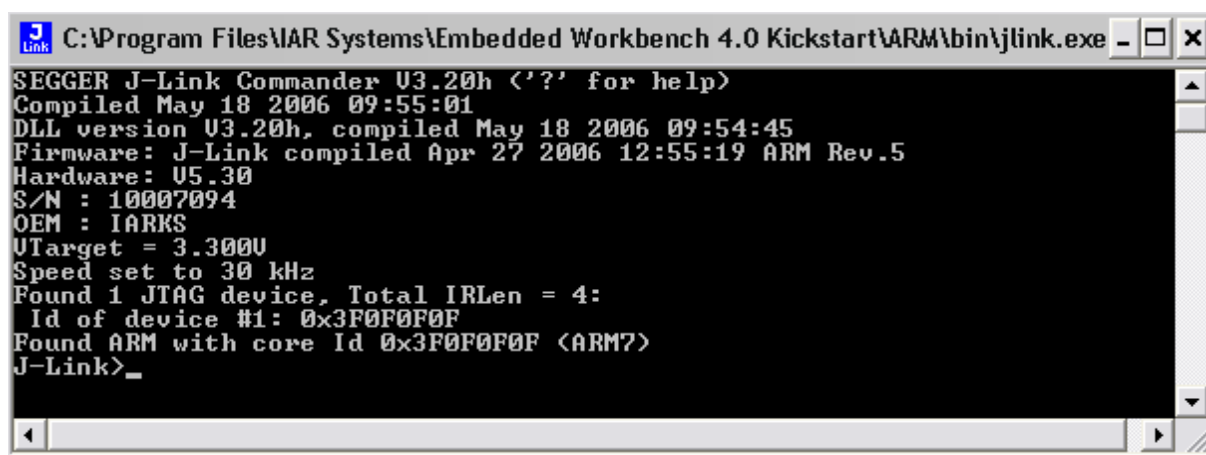 J Link C:\Program Files\IAR Systems\Embedded Workbench 4.0 Kickstart\ARM\bin\jlink.exe
SEGGER J-Link Commander V3.20h ('?' for help)
Compiled May 18 2006 09:55:01
DLL version V3.20h, compiled May 18 2006 09:54:45
Firmware: J-Link compiled Apr 27 2006 12:55:19 ARM Rev.5
Hardware: V5.30
S/N : 10007094
OEM : IARKS
VTarget = 3.300V
Speed set to 30 kHz
Found 1 JTAG device, Total IRLen = 4:
 Id of device #1: 0x3F0F0F0F
Found ARM with core Id 0x3F0F0F0F (ARM7)
J-Link>_